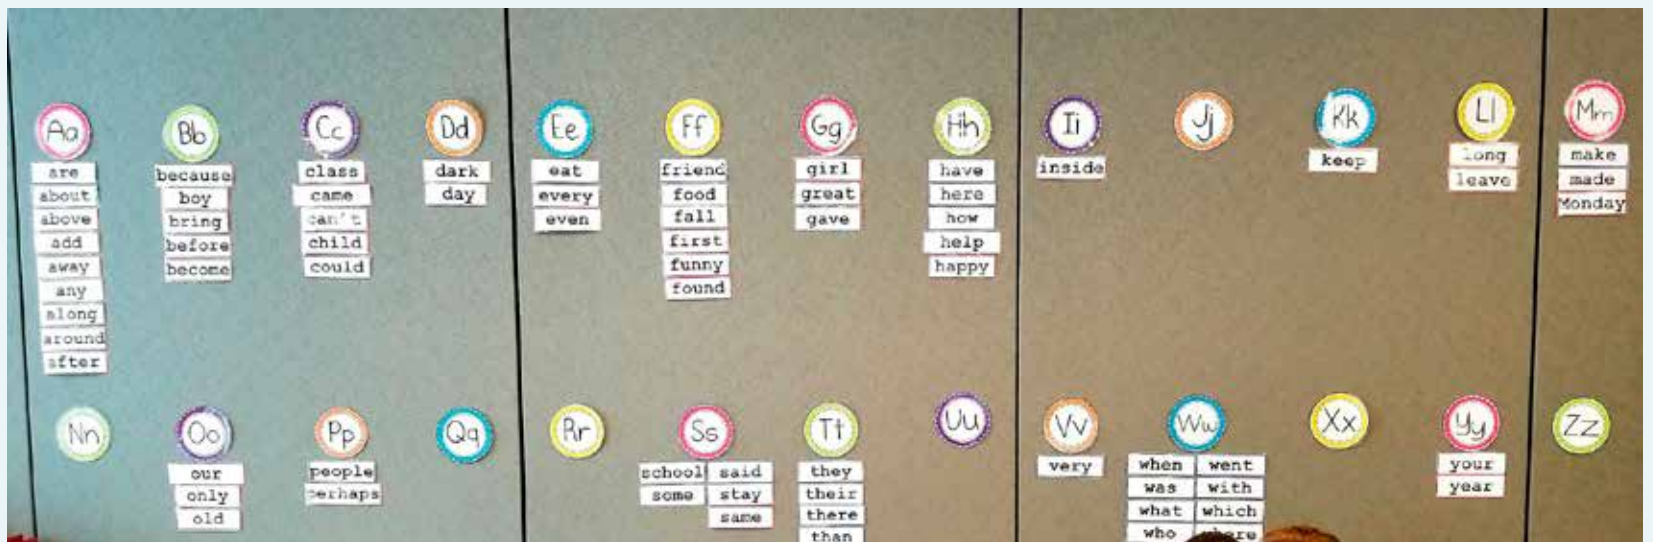 Aa
are
about
above
add
away
any
along
around
after
Bb
because
boy
bring
before
become
Cc
class
came
can't
child
could
Dd
dark
day
Ee
eat
every
even
Ff
friend
food
fall
first
funny
found
Gg
girl
great
gave
Hh
have
here
how
help
happy
Ii
inside
Jj
Kk
keep
Ll
long
leave
Mm
make
made
Monday
Nn
Oo
our
only
old
Pp
people
perhaps
Qq
Rr
Ss
school said
some stay
same
Tt
they
their
there
than
Uu
Vv
very
Ww
when went
was with
what which
who where
Xx
Yy
your
year
Zz